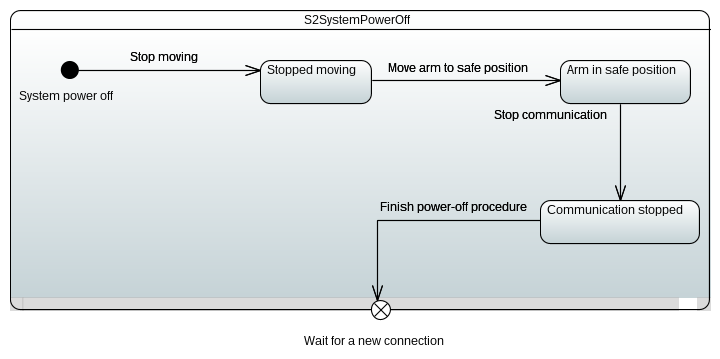 S2SystemPowerOff
Stop moving
Stopped moving
Move arm to safe position
Arm in safe position
System power off
Stop communication
Finish power-off procedure
Communication stopped
Wait for a new connection